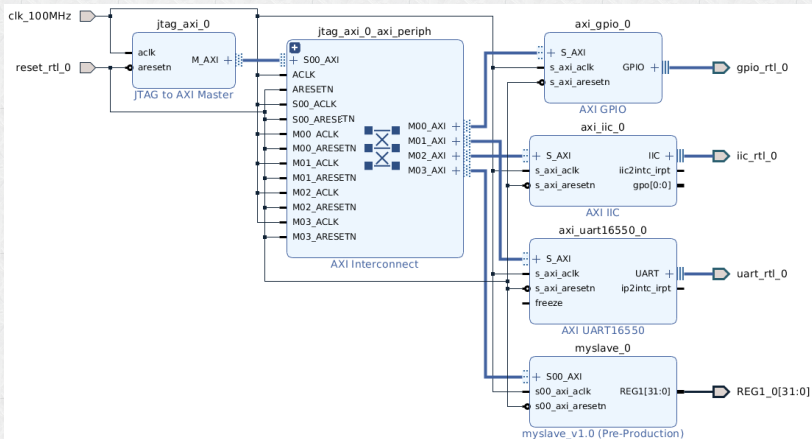 clk_100MHz
reset_rtl_0
jtag_axi_0
aclk
aresetn
M_AXI
JTAG to AXI Master
jtag_axi_0_axi_periph
S00_AXI
ACLK
ARESETN
S00_ACLK
S00_ARESETN
M00_ACLK
M00_ARESETN
M01_ACLK
M01_ARESETN
M02_ACLK
M02_ARESETN
M03_ACLK
M03_ARESETN
M00_AXI
M01_AXI
M02_AXI
M03_AXI
AXI Interconnect
axi_gpio_0
S_AXI
s_axi_aclk
s_axi_aresetn
GPIO
AXI GPIO
gpio_rtl_0
axi_iic_0
S_AXI
s_axi_aclk
s_axi_aresetn
IIC
iic2intc_irpt
gpo[0:0]
AXI IIC
iic_rtl_0
axi_uart16550_0
S_AXI
s_axi_aclk
s_axi_aresetn
freeze
UART
ip2intc_irpt
AXI UART16550
uart_rtl_0
myslave_0
S00_AXI
s00_axi_aclk
s00_axi_aresetn
REG1[31:0]
myslave_v1.0 (Pre-Production)
REG1_0[31:0]